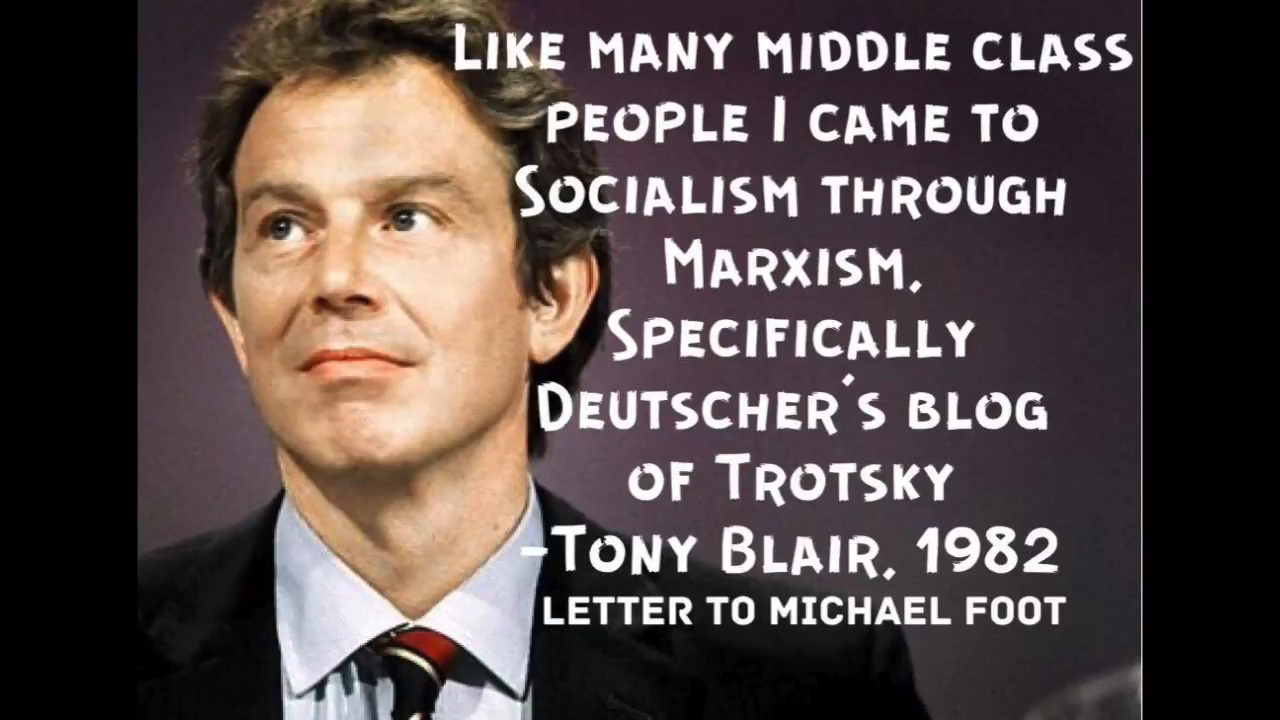 Like many middle class
people I came to
Socialism through
Marxism.
Specifically
Deutscher's blog
of Trotsky
-Tony Blair, 1982
LETTER TO MICHAEL FOOT